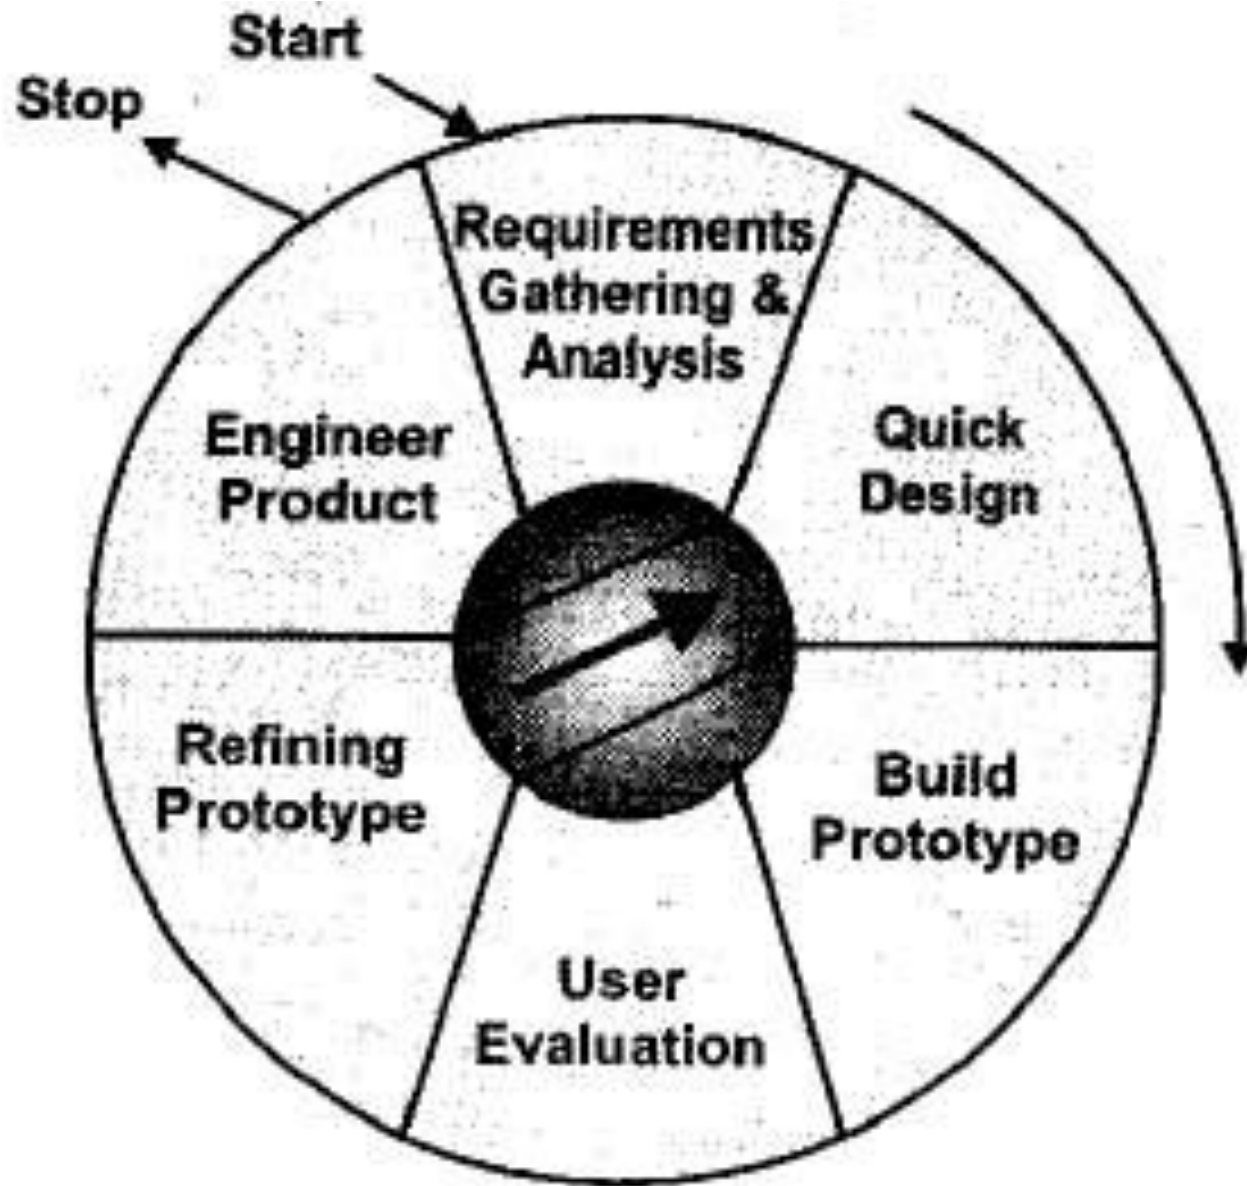 Start
Stop
Requirements
Gathering &
Analysis
Quick
Design
Build
Prototype
User
Evaluation
Refining
Prototype
Engineer
Product